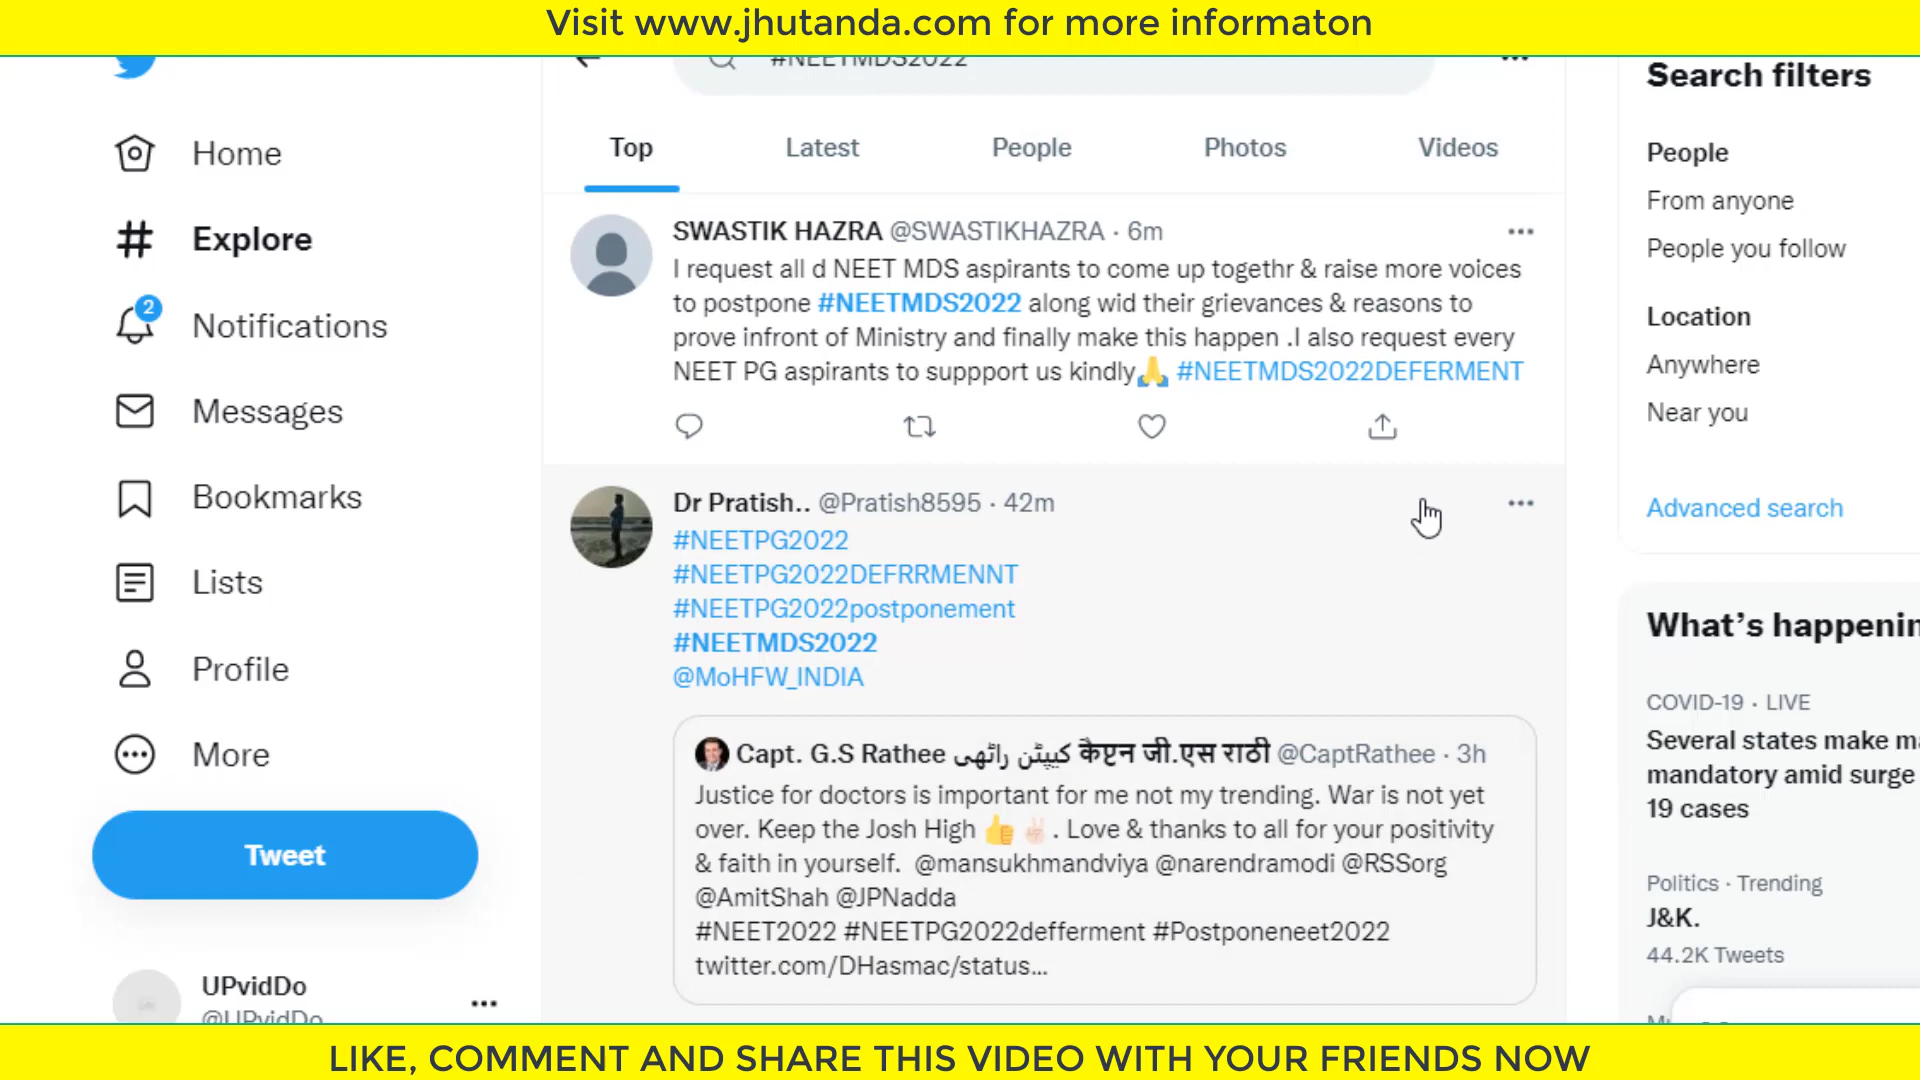 Visit www.jhutanda.com for more informaton
#NEETMDS2022
Home
Explore
2
Notifications
Messages
Bookmarks
Lists
Profile
More
Tweet
UPvidDo
@UPvidDo
Top Latest People Photos Videos
SWASTIK HAZRA @SWASTIKHAZRA · 6m
I request all d NEET MDS aspirants to come up togethr & raise more voices
to postpone #NEETMDS2022 along wid their grievances & reasons to
prove infront of Ministry and finally make this happen .I also request every
NEET PG aspirants to suppport us kindly🙏 #NEETMDS2022DEFERMENT
Dr Pratish.. @Pratish8595 · 42m
#NEETPG2022
#NEETPG2022DEFRRMENNT
#NEETPG2022postponement
#NEETMDS2022
@MoHFW_INDIA
Capt. G.S Rathee کیپٹن راٹھی कैप्टन जी.एस राठी @CaptRathee · 3h
Justice for doctors is important for me not my trending. War is not yet
over. Keep the Josh High 👍✌🏻. Love & thanks to all for your positivity
& faith in yourself. @mansukhmandviya @narendramodi @RSSorg
@AmitShah @JPNadda
#NEET2022 #NEETPG2022defferment #Postponeneet2022
twitter.com/DHasmac/status…
Search filters
People
From anyone
People you follow
Location
Anywhere
Near you
Advanced search
What's happenin
COVID-19 · LIVE
Several states make m
mandatory amid surge
19 cases
Politics · Trending
J&K.
44.2K Tweets
LIKE, COMMENT AND SHARE THIS VIDEO WITH YOUR FRIENDS NOW